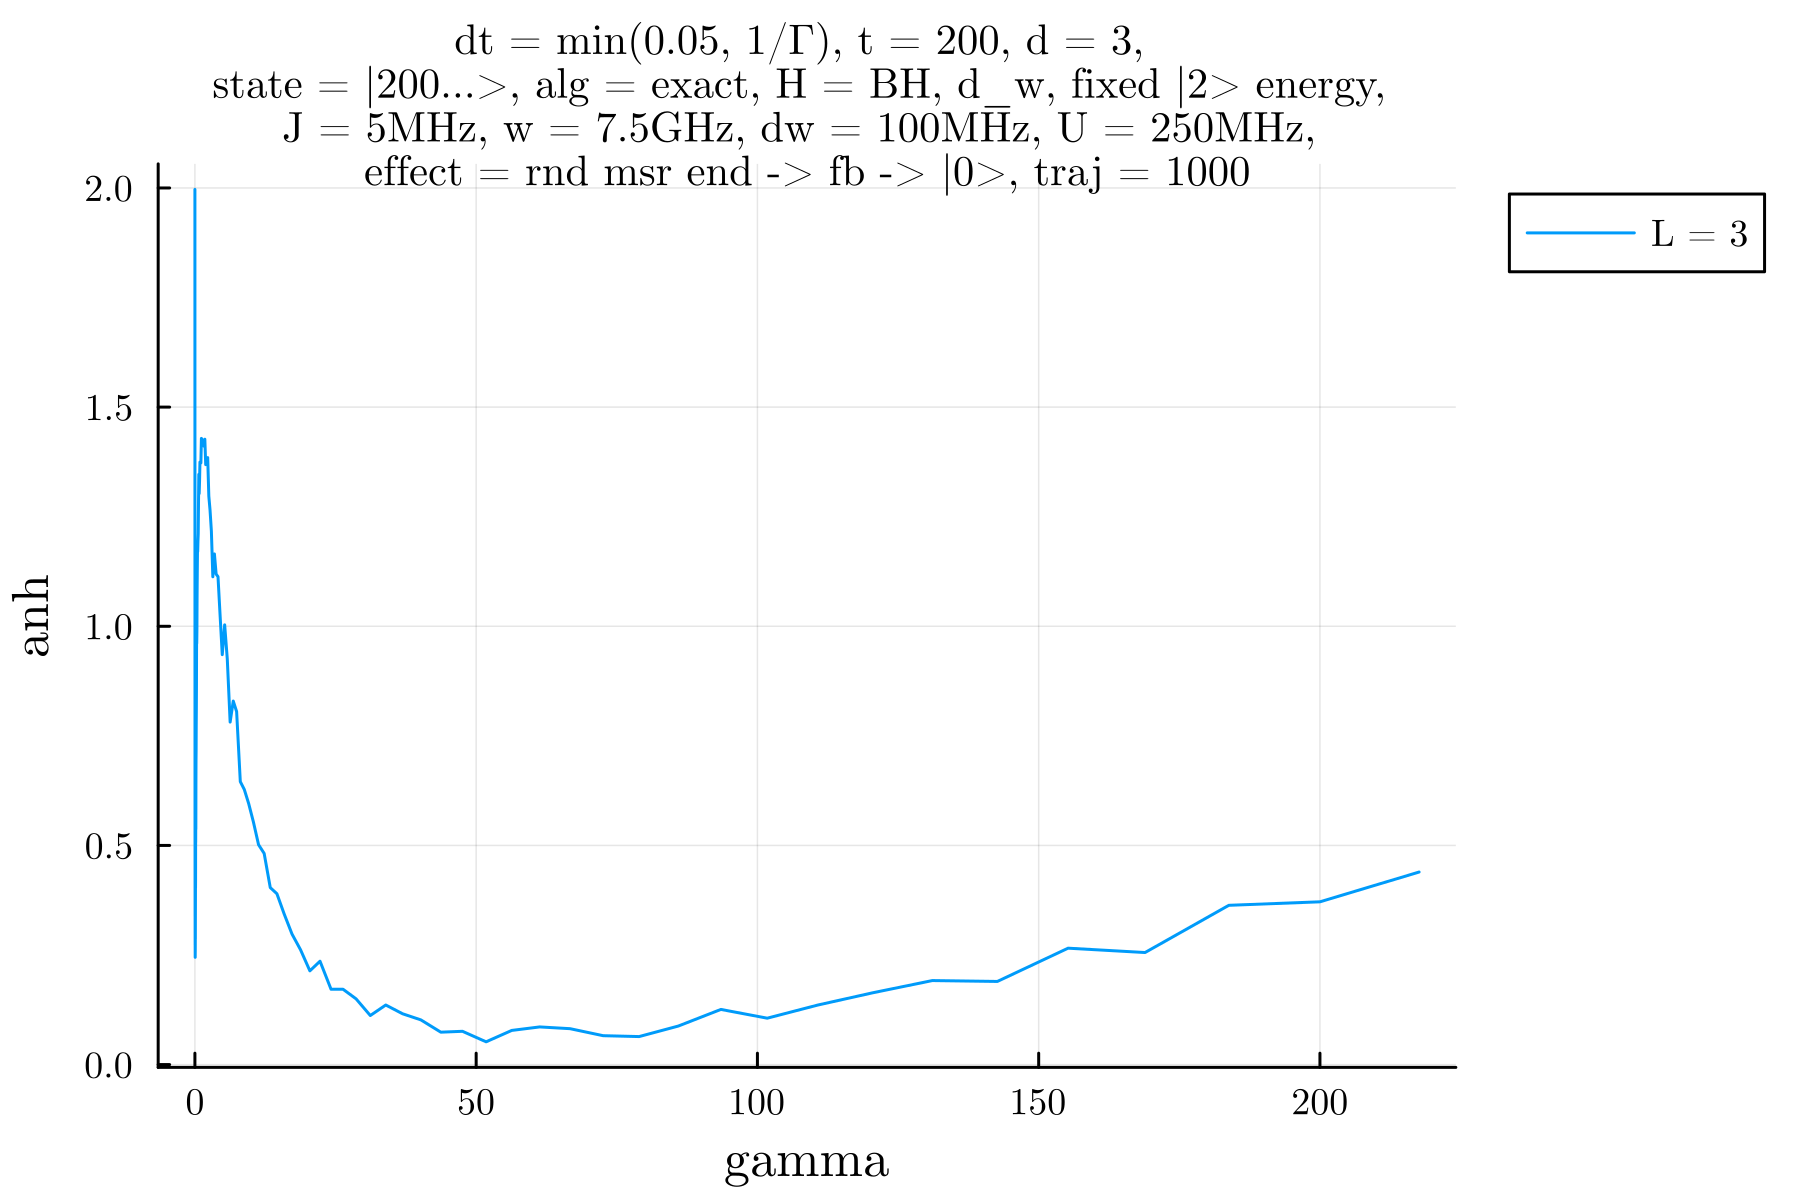 dt = min(0.05, 1/Γ), t = 200, d = 3,
state = |200...>, alg = exact, H = BH, d_w, fixed |2> energy,
J = 5MHz, w = 7.5GHz, dw = 100MHz, U = 250MHz,
effect = rnd msr end -> fb -> |0>, traj = 1000
L = 3
2.0
1.5
1.0
0.5
0.0
anh
0 50 100 150 200
gamma